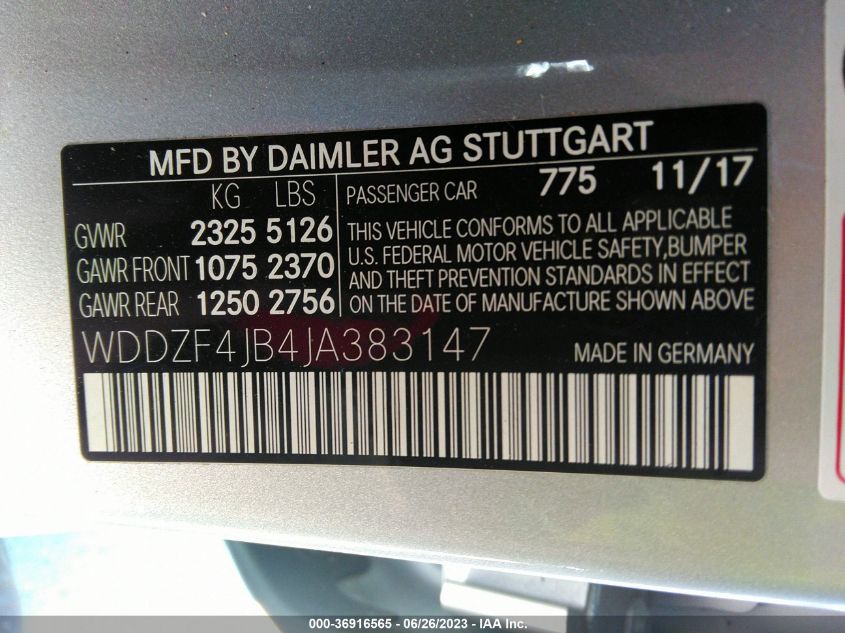 MFD BY DAIMLER AG STUTTGART
KG LBS
GVWR 2325 5126
GAWR FRONT 1075 2370
GAWR REAR 1250 2756
PASSENGER CAR 775 11/17
THIS VEHICLE CONFORMS TO ALL APPLICABLE
U.S. FEDERAL MOTOR VEHICLE SAFETY,BUMPER
AND THEFT PREVENTION STANDARDS IN EFFECT
ON THE DATE OF MANUFACTURE SHOWN ABOVE
WDDZF4JB4JA383147 MADE IN GERMANY
000-36916565 - 06/26/2023 - IAA Inc.